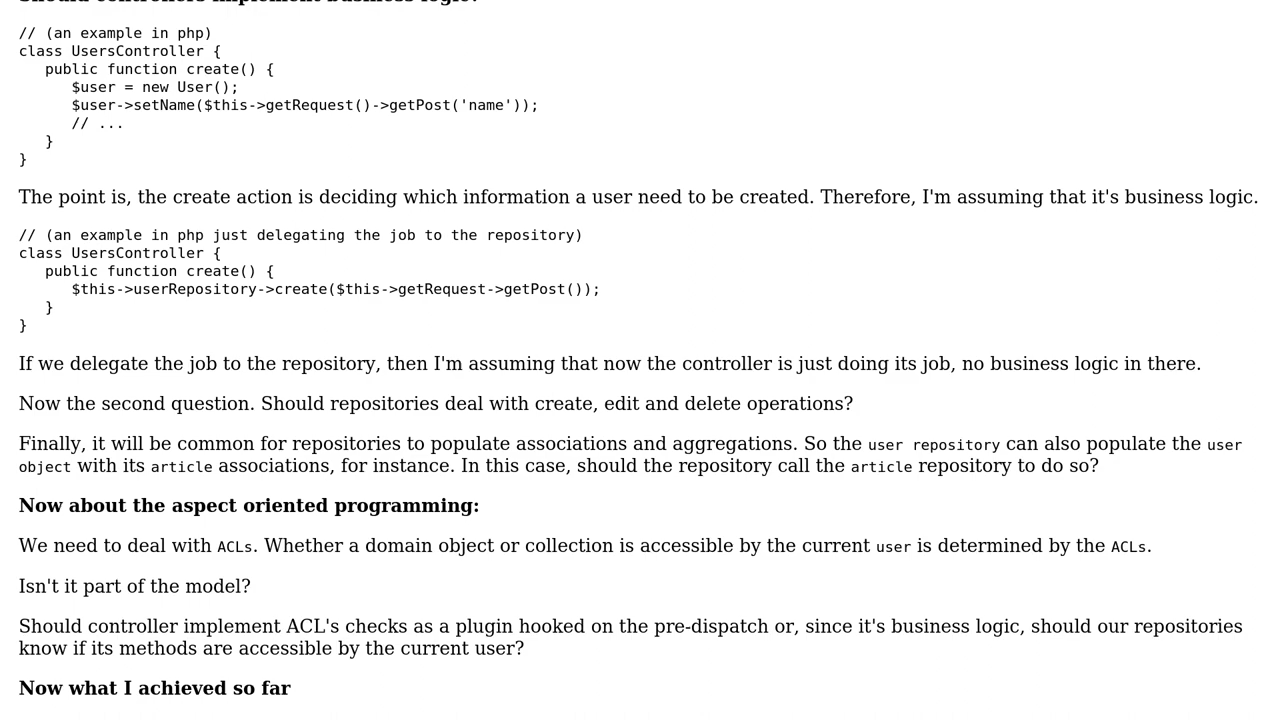 Should controllers implement business logic?
// (an example in php)
class UsersController {
   public function create() {
      $user = new User();
      $user->setName($this->getRequest()->getPost('name'));
      // ...
   }
}
The point is, the create action is deciding which information a user need to be created. Therefore, I'm assuming that it's business logic.
// (an example in php just delegating the job to the repository)
class UsersController {
   public function create() {
      $this->userRepository->create($this->getRequest->getPost());
   }
}
If we delegate the job to the repository, then I'm assuming that now the controller is just doing its job, no business logic in there.
Now the second question. Should repositories deal with create, edit and delete operations?
Finally, it will be common for repositories to populate associations and aggregations. So the user repository can also populate the user
object with its article associations, for instance. In this case, should the repository call the article repository to do so?
Now about the aspect oriented programming:
We need to deal with ACLs. Whether a domain object or collection is accessible by the current user is determined by the ACLs.
Isn't it part of the model?
Should controller implement ACL's checks as a plugin hooked on the pre-dispatch or, since it's business logic, should our repositories
know if its methods are accessible by the current user?
Now what I achieved so far